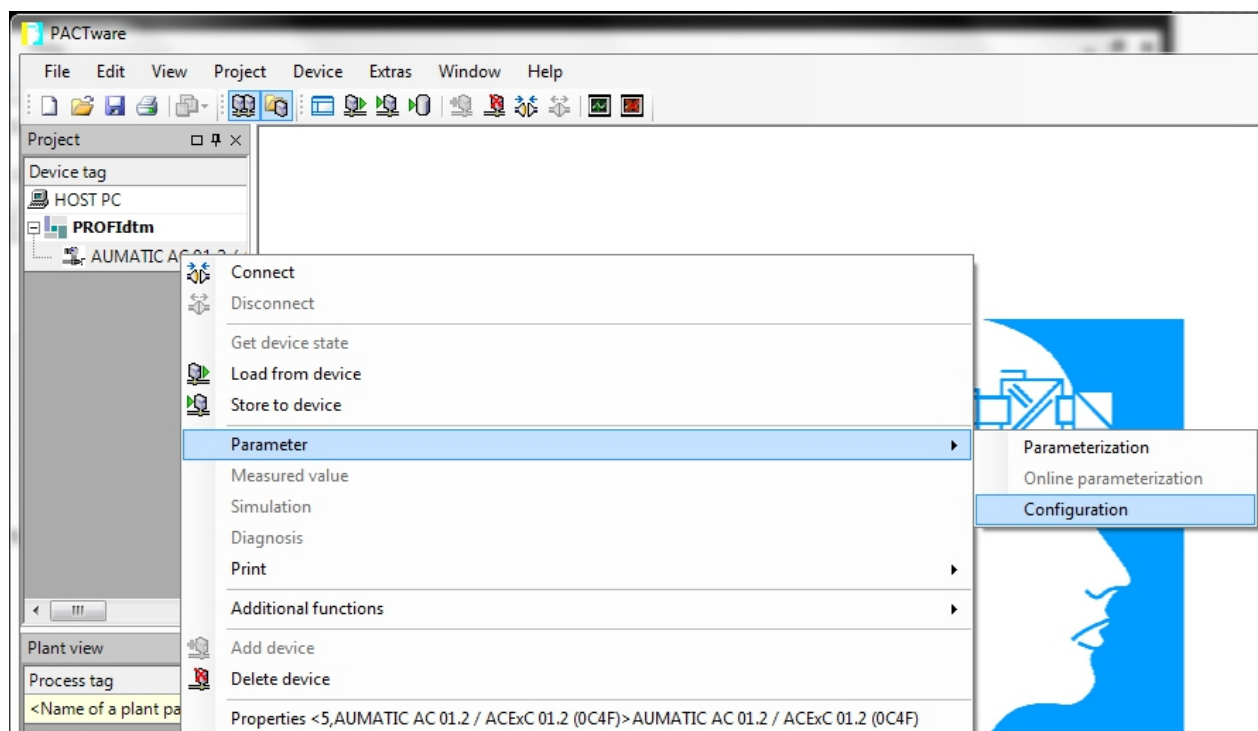 PACTware
File Edit View Project Device Extras Window Help
Project
Device tag
HOST PC
PROFIdtm
AUMATIC AC 01.2 /
Connect
Disconnect
Get device state
Load from device
Store to device
Parameter
Parameterization
Measured value
Online parameterization
Simulation
Configuration
Diagnosis
Print
Additional functions
Plant view
Add device
Process tag
Delete device
<Name of a plant pa
Properties <5,AUMATIC AC 01.2 / ACExC 01.2 (0C4F)>AUMATIC AC 01.2 / ACExC 01.2 (0C4F)